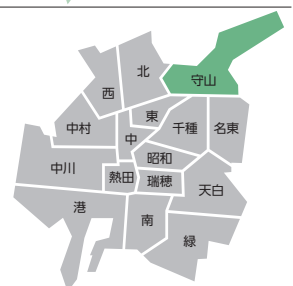 北
守山
西
東
中村
中
千種
名東
昭和
中川
熱田
瑞穂
天白
港
南
緑